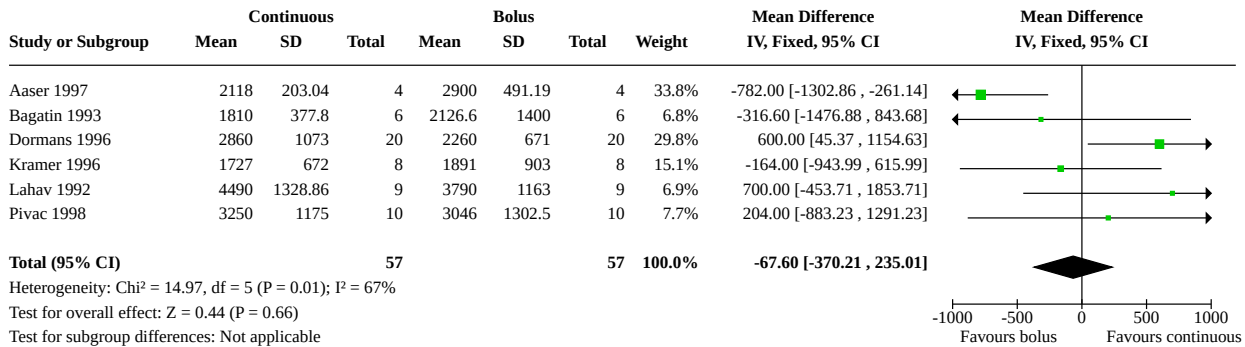 Continuous Bolus Mean Difference Mean Difference
Study or Subgroup Mean SD Total Mean SD Total Weight IV, Fixed, 95% CI IV, Fixed, 95% CI
Aaser 1997 2118 203.04 4 2900 491.19 4 33.8% -782.00 [-1302.86 , -261.14]
Bagatin 1993 1810 377.8 6 2126.6 1400 6 6.8% -316.60 [-1476.88 , 843.68]
Dormans 1996 2860 1073 20 2260 671 20 29.8% 600.00 [45.37 , 1154.63]
Kramer 1996 1727 672 8 1891 903 8 15.1% -164.00 [-943.99 , 615.99]
Lahav 1992 4490 1328.86 9 3790 1163 9 6.9% 700.00 [-453.71 , 1853.71]
Pivac 1998 3250 1175 10 3046 1302.5 10 7.7% 204.00 [-883.23 , 1291.23]
Total (95% CI) 57 57 100.0% -67.60 [-370.21 , 235.01]
Heterogeneity: Chi² = 14.97, df = 5 (P = 0.01); I² = 67%
Test for overall effect: Z = 0.44 (P = 0.66)
Test for subgroup differences: Not applicable
-1000 -500 0 500 1000
Favours bolus Favours continuous